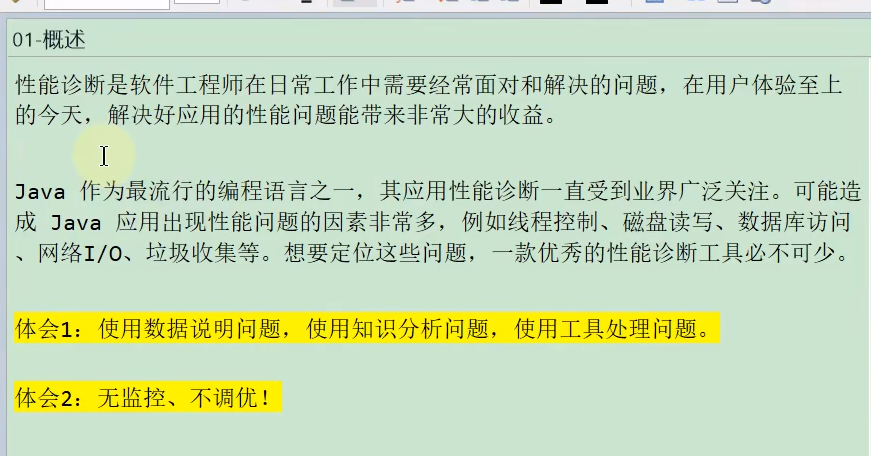 01-概述
性能诊断是软件工程师在日常工作中需要经常面对和解决的问题，在用户体验至上
的今天，解决好应用的性能问题能带来非常大的收益。
Java 作为最流行的编程语言之一，其应用性能诊断一直受到业界广泛关注。可能造
成 Java 应用出现性能问题的因素非常多，例如线程控制、磁盘读写、数据库访问
、网络I/O、垃圾收集等。想要定位这些问题，一款优秀的性能诊断工具必不可少。
体会1：使用数据说明问题，使用知识分析问题，使用工具处理问题。
体会2：无监控、不调优！